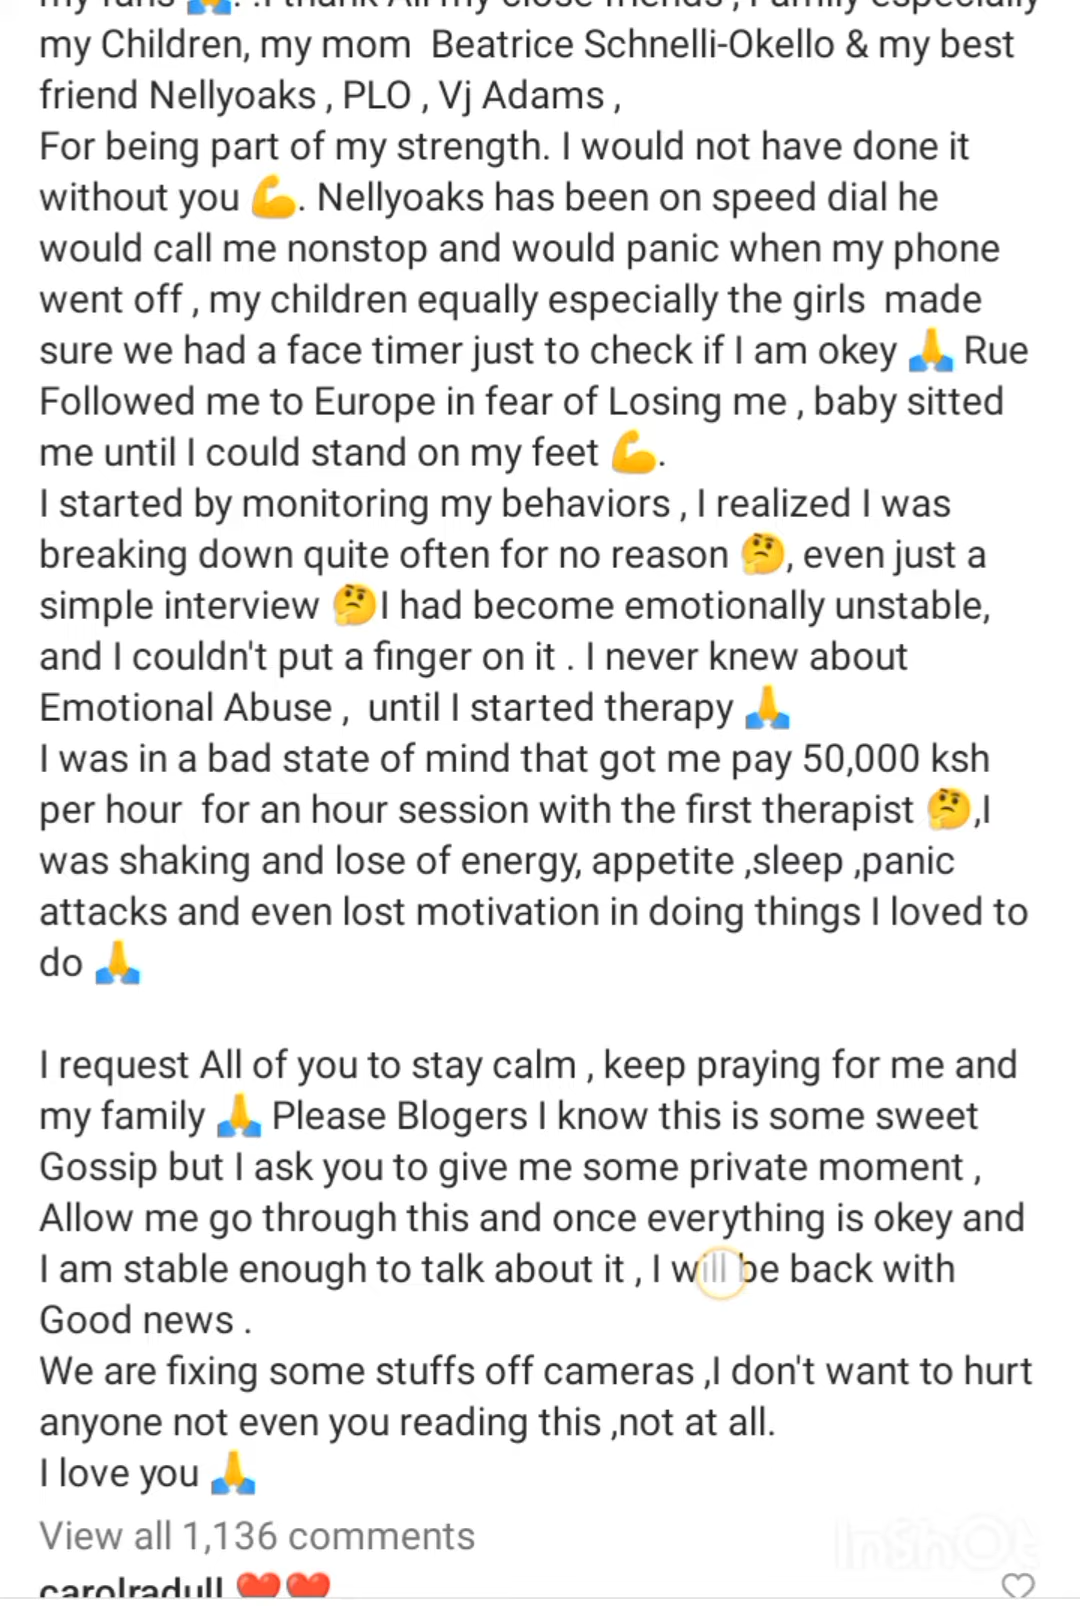 my fans 🙏. .I thank All my close friends , Family especially
my Children, my mom  Beatrice Schnelli-Okello & my best
friend Nellyoaks , PLO , Vj Adams ,
For being part of my strength. I would not have done it
without you 💪. Nellyoaks has been on speed dial he
would call me nonstop and would panic when my phone
went off , my children equally especially the girls  made
sure we had a face timer just to check if I am okey 🙏 Rue
Followed me to Europe in fear of Losing me , baby sitted
me until I could stand on my feet 💪.
I started by monitoring my behaviors , I realized I was
breaking down quite often for no reason 🤔, even just a
simple interview 🤔I had become emotionally unstable,
and I couldn't put a finger on it . I never knew about
Emotional Abuse ,  until I started therapy 🙏
I was in a bad state of mind that got me pay 50,000 ksh
per hour  for an hour session with the first therapist 🤔,I
was shaking and lose of energy, appetite ,sleep ,panic
attacks and even lost motivation in doing things I loved to
do 🙏
I request All of you to stay calm , keep praying for me and
my family 🙏 Please Blogers I know this is some sweet
Gossip but I ask you to give me some private moment ,
Allow me go through this and once everything is okey and
I am stable enough to talk about it , I will be back with
Good news .
We are fixing some stuffs off cameras ,I don't want to hurt
anyone not even you reading this ,not at all.
I love you 🙏
View all 1,136 comments
InShOt
carolradull ❤️❤️